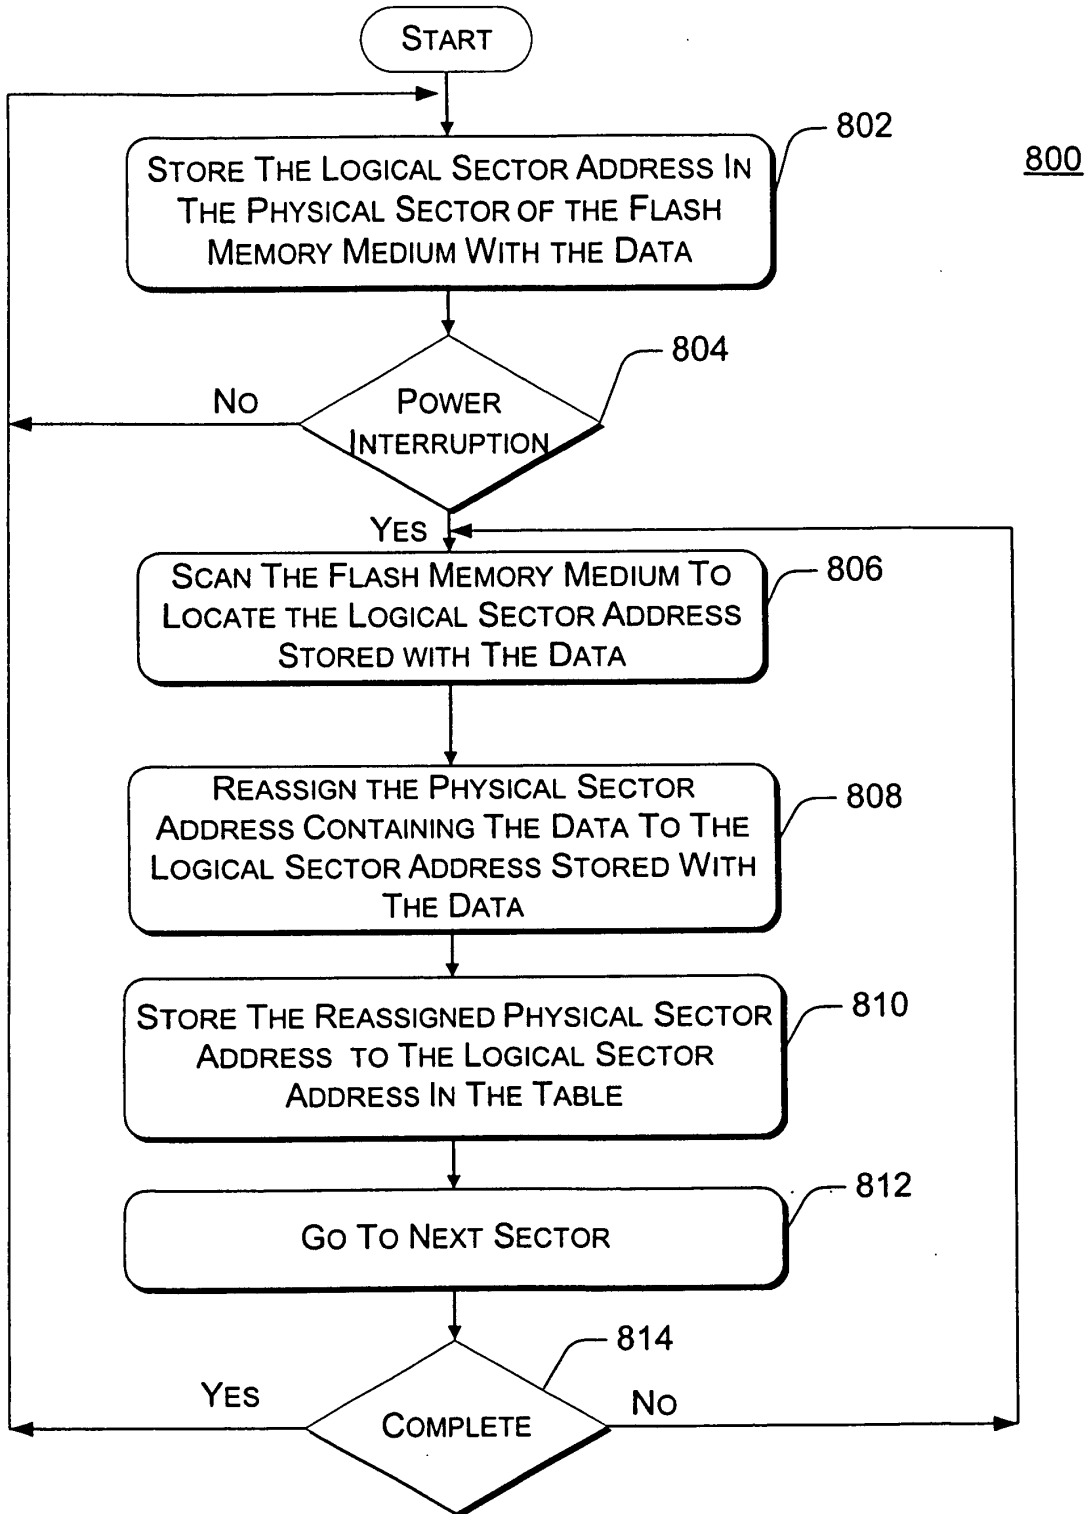 START
802
800
STORE THE LOGICAL SECTOR ADDRESS IN
THE PHYSICAL SECTOR OF THE FLASH
MEMORY MEDIUM WITH THE DATA
804
NO
POWER
INTERRUPTION
YES
806
SCAN THE FLASH MEMORY MEDIUM TO
LOCATE THE LOGICAL SECTOR ADDRESS
STORED WITH THE DATA
808
REASSIGN THE PHYSICAL SECTOR
ADDRESS CONTAINING THE DATA TO THE
LOGICAL SECTOR ADDRESS STORED WITH
THE DATA
810
STORE THE REASSIGNED PHYSICAL SECTOR
ADDRESS TO THE LOGICAL SECTOR
ADDRESS IN THE TABLE
812
GO TO NEXT SECTOR
814
YES
NO
COMPLETE